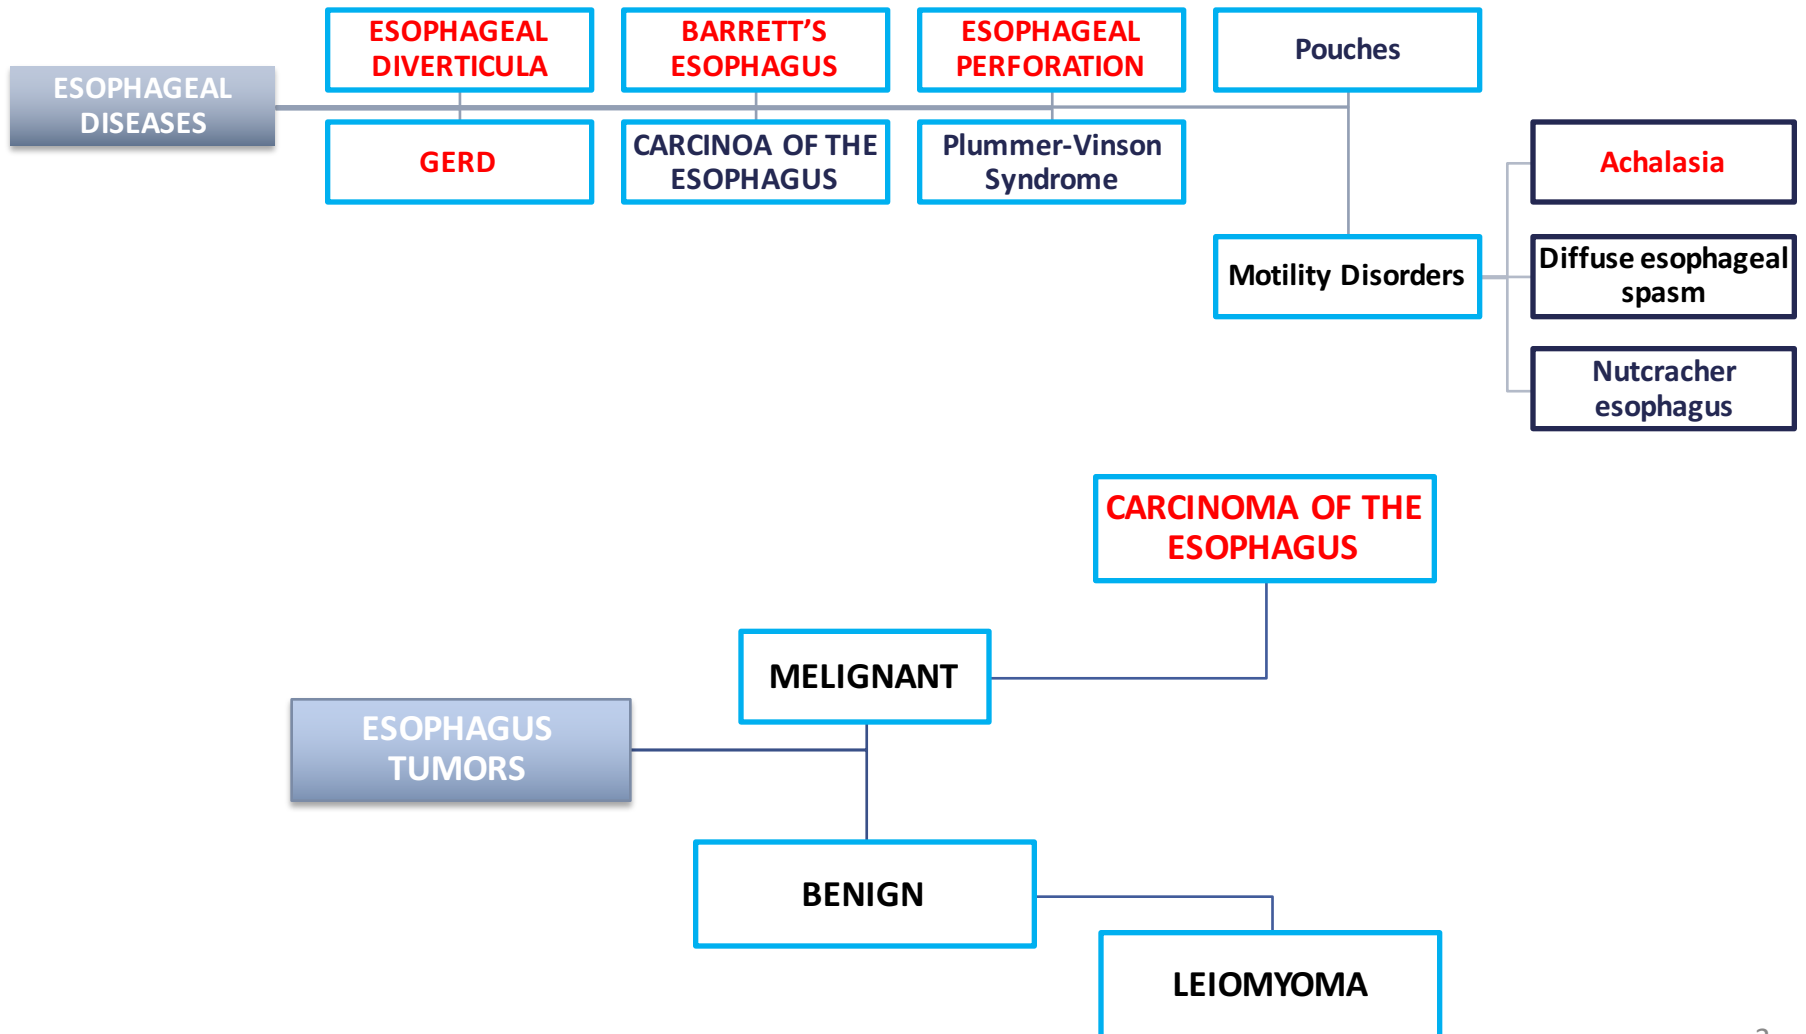 ESOPHAGEAL
DISEASES
ESOPHAGEAL
DIVERTICULA
BARRETT’S
ESOPHAGUS
ESOPHAGEAL
PERFORATION
Pouches
GERD
CARCINOA OF THE
ESOPHAGUS
Plummer-Vinson
Syndrome
Motility Disorders
Achalasia
Diffuse esophageal
spasm
Nutcracher
esophagus
CARCINOMA OF THE
ESOPHAGUS
MELIGNANT
ESOPHAGUS
TUMORS
BENIGN
LEIOMYOMA